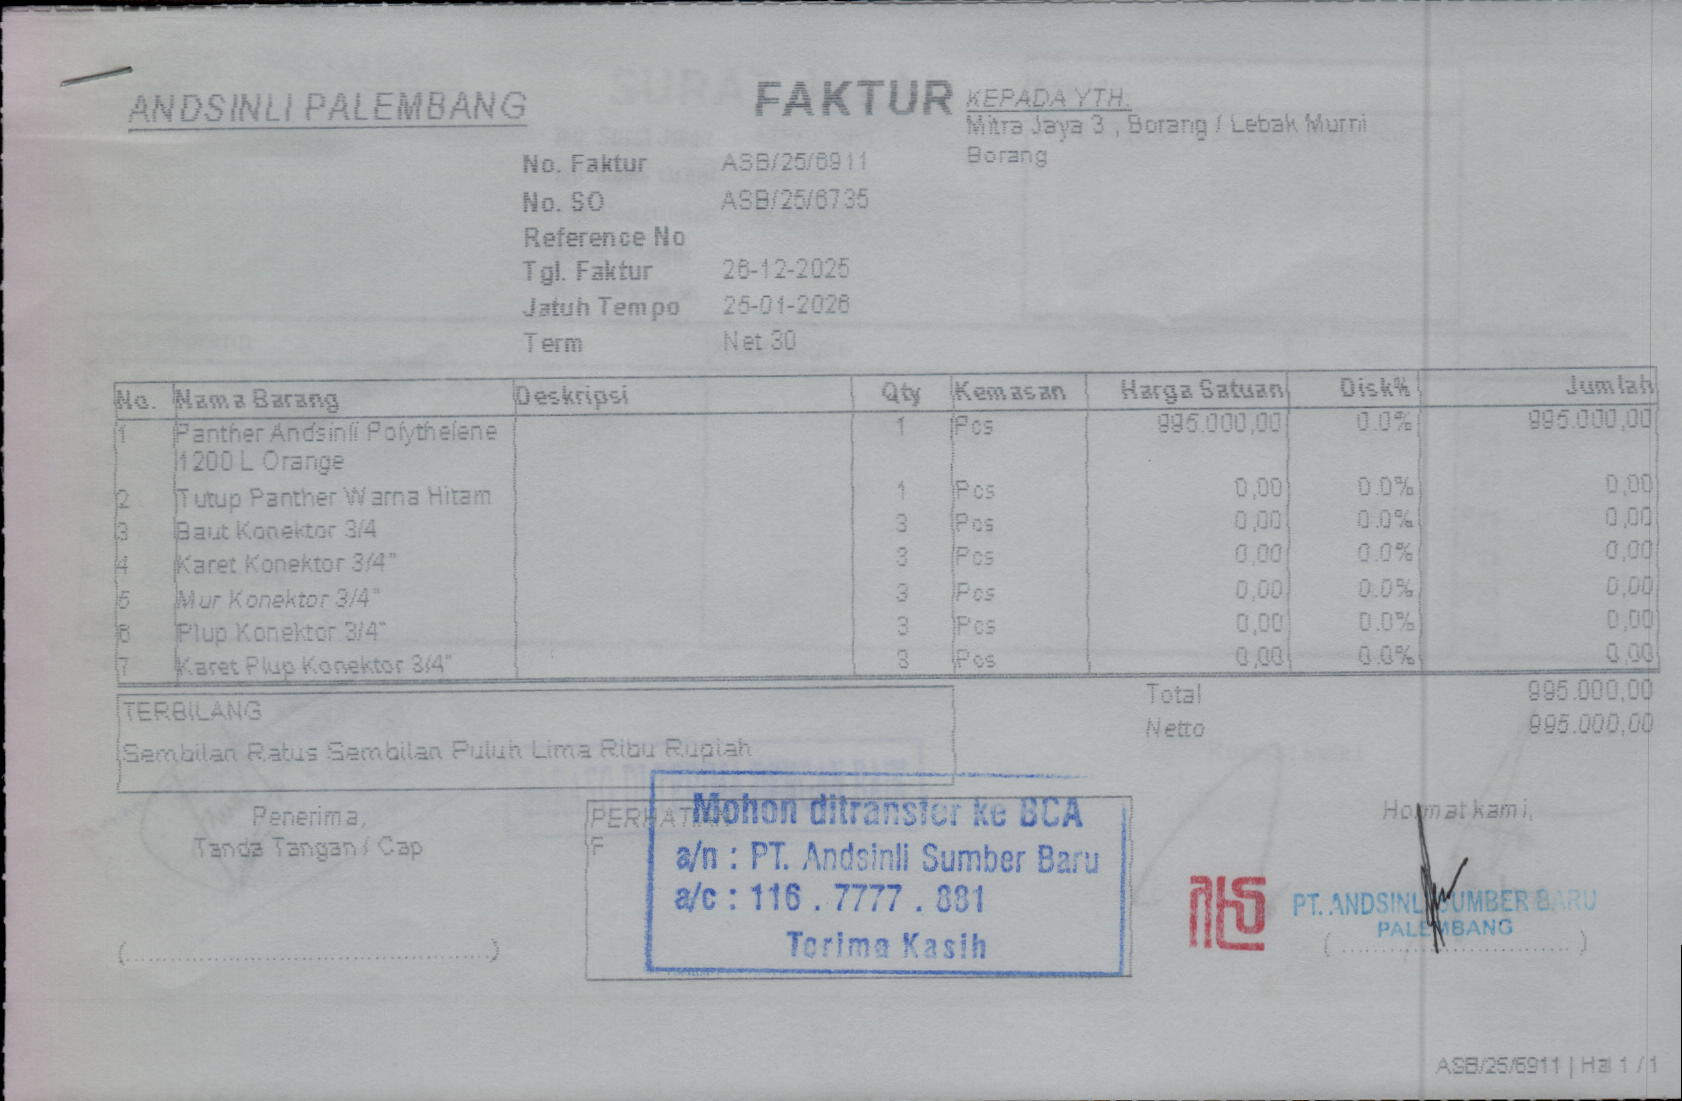 ANDSINLI PALEMBANG
FAKTUR
KEPADA YTH.
Mitra Jaya 3 , Borang / Lebak Murni
Borang
No. Faktur ASB/25/6911
No. SO ASB/25/6735
Reference No
Tgl. Faktur 26-12-2025
Jatuh Tempo 25-01-2026
Term Net 30
No. Nama Barang Deskripsi Qty Kemasan Harga Satuan Disk% Jumlah
1 Panther Andsinli Polythelene 1 Pcs 995.000,00 0.0% 995.000,00
1200 L Orange
2 Tutup Panther Warna Hitam 1 Pcs 0,00 0.0% 0,00
3 Baut Konektor 3/4 3 Pcs 0,00 0.0% 0,00
4 Karet Konektor 3/4" 3 Pcs 0,00 0.0% 0,00
5 Mur Konektor 3/4" 3 Pcs 0,00 0.0% 0,00
6 Plup Konektor 3/4" 3 Pcs 0,00 0.0% 0,00
7 Karet Plup Konektor 3/4" 3 Pcs 0,00 0.0% 0,00
Total 995.000,00
Netto 995.000,00
TERBILANG
Sembilan Ratus Sembilan Puluh Lima Ribu Rupiah
Penerima,
Tanda Tangan / Cap
(............................................)
PERHATIAN
F
Mohon ditransfer ke BCA
a/n : PT. Andsinli Sumber Baru
a/c : 116 . 7777 . 881
Terima Kasih
Hormat kami,
PT. ANDSINLI SUMBER BARU
PALEMBANG
(..............................)
ASB/25/6911 | Hal 1 / 1